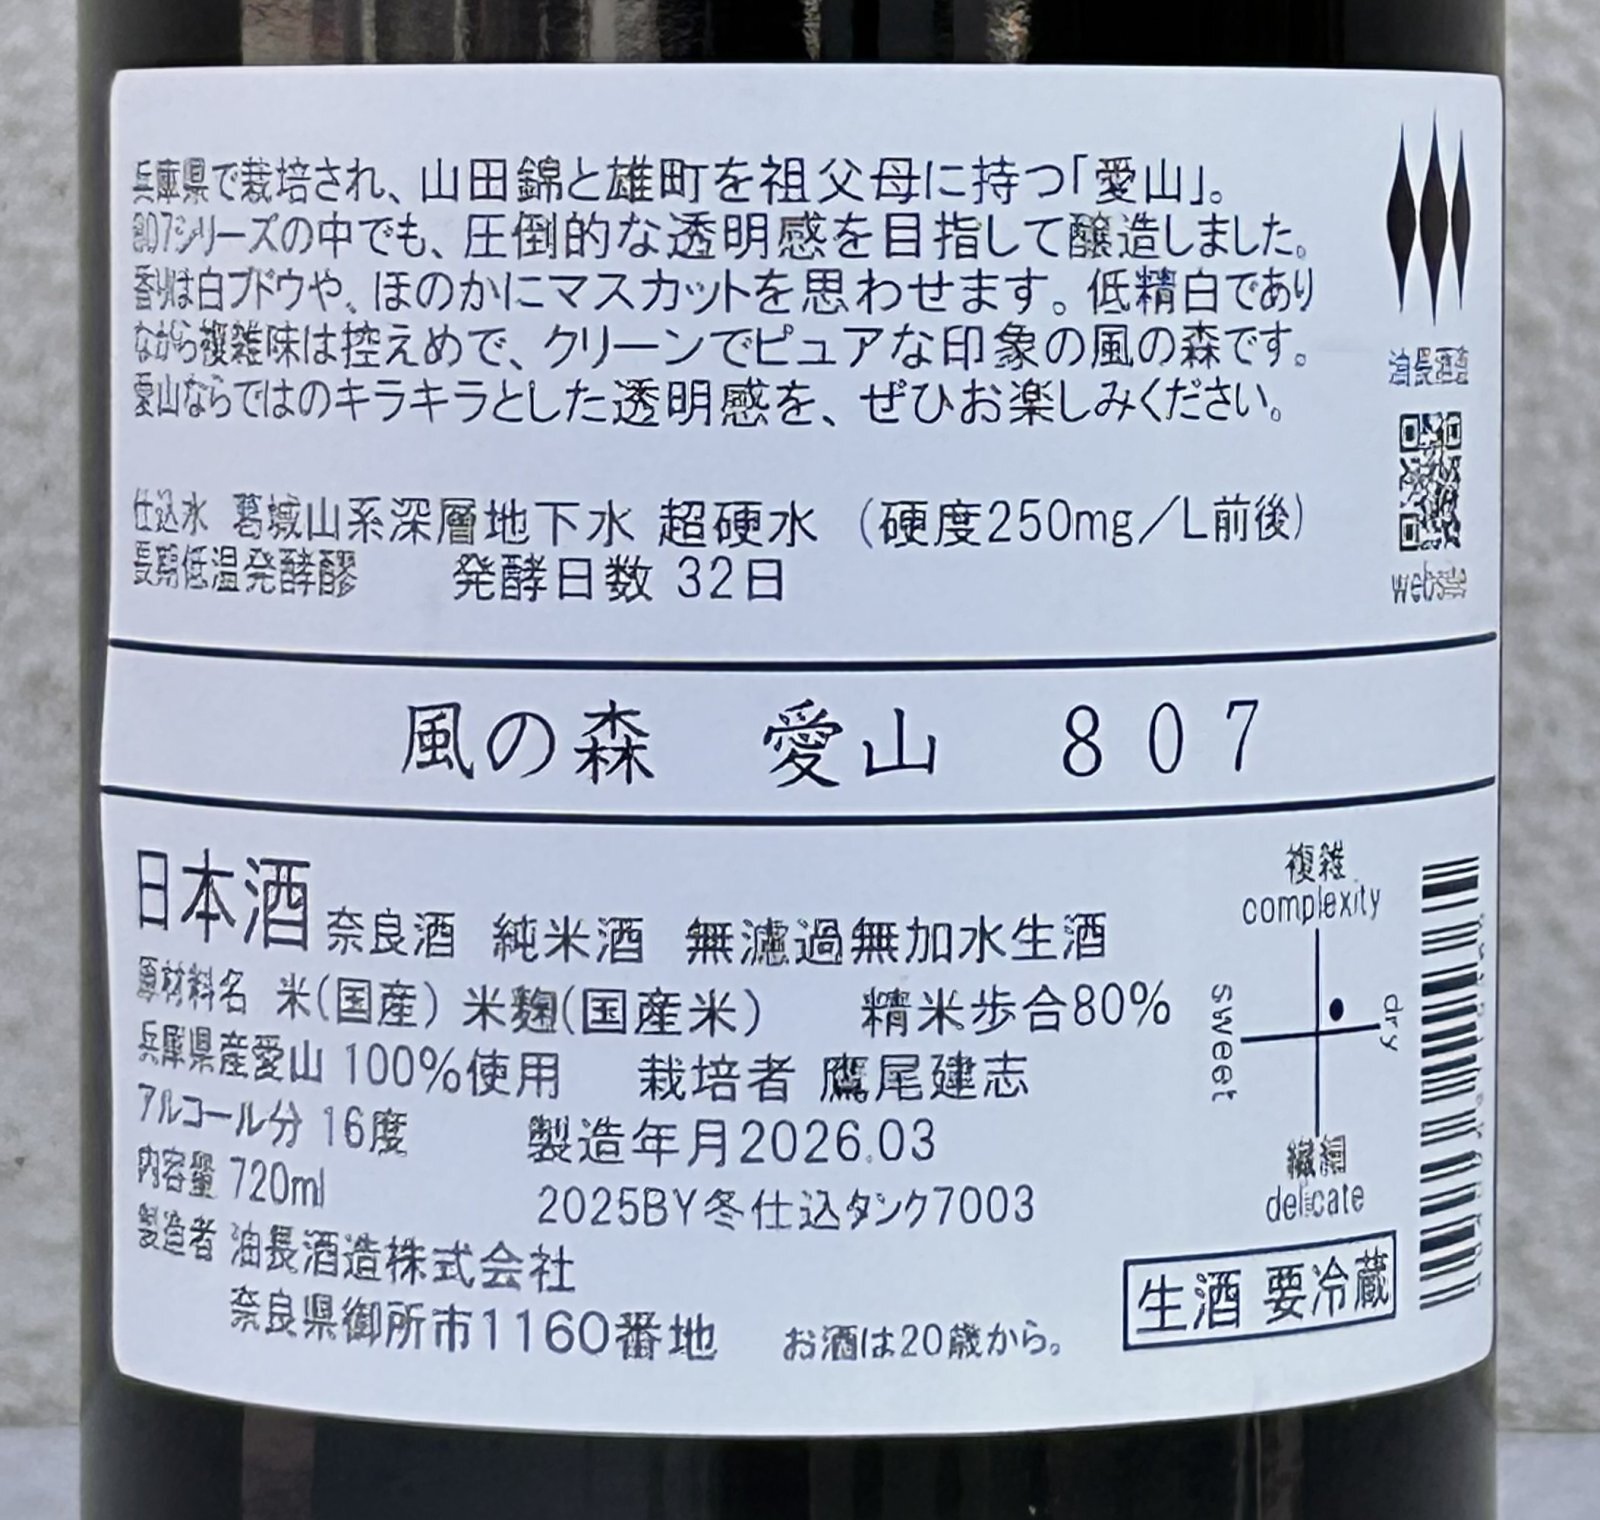 兵庫県で栽培され、山田錦と雄町を祖父母に持つ「愛山」。
807シリーズの中でも、圧倒的な透明感を目指して醸造しました。
香りは白ブドウや、ほのかにマスカットを思わせます。低精白であり
ながら複雑味は控えめで、クリーンでピュアな印象の風の森です。
愛山ならではのキラキラとした透明感を、ぜひお楽しみください。
油長酒造
website
仕込水 葛城山系深層地下水 超硬水 （硬度250mg／L前後）
長期低温発酵醪 発酵日数 32日
風の森 愛山 807
日本酒 奈良酒 純米酒 無濾過無加水生酒
原材料名 米(国産) 米麹(国産米) 精米歩合80%
兵庫県産愛山 100%使用 栽培者 鷹尾建志
アルコール分 16度 製造年月2026.03
内容量 720ml 2025BY冬仕込タンク7003
製造者 油長酒造株式会社
奈良県御所市1160番地 お酒は20歳から。
複雑
complexity
sweet
dry
繊細
delicate
生酒 要冷蔵